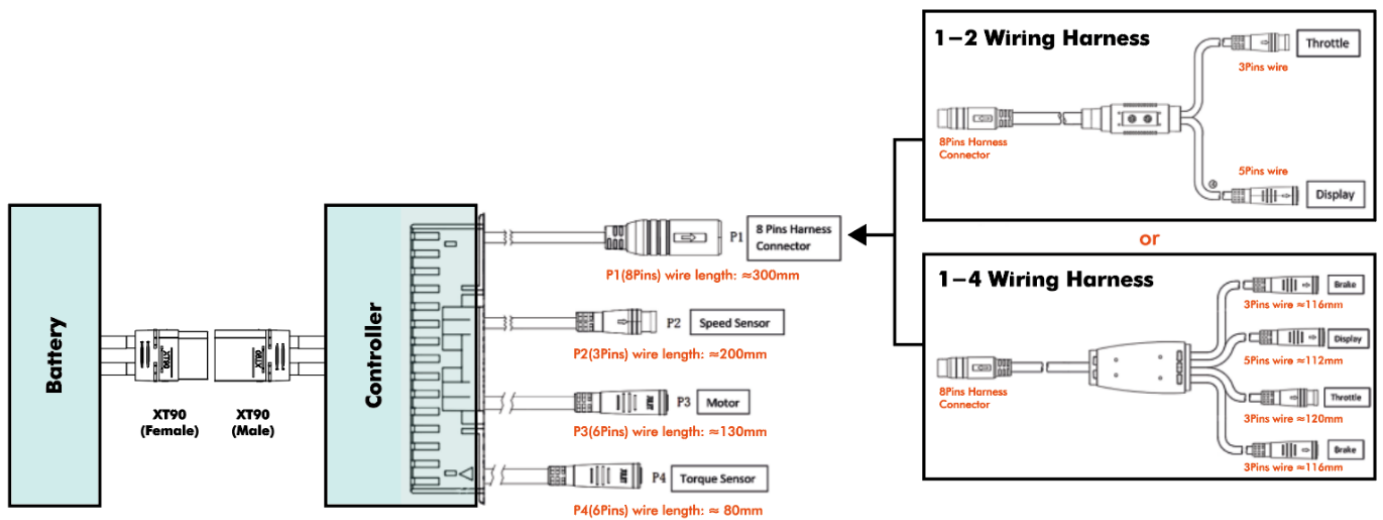 1–2 Wiring Harness
Throttle
3Pins wire
8Pins Harness
Connector
5Pins wire
Display
or
1–4 Wiring Harness
Brake
3Pins wire ≈116mm
Display
5Pins wire ≈112mm
8Pins Harness
Connector
Throttle
3Pins wire ≈120mm
Brake
3Pins wire ≈116mm
Battery
XT90
(Female)
XT90
(Male)
Controller
P1
8 Pins Harness
Connector
P1(8Pins) wire length: ≈300mm
P2
Speed Sensor
P2(3Pins) wire length: ≈200mm
P3
Motor
P3(6Pins) wire length: ≈130mm
P4
Torque Sensor
P4(6Pins) wire length: ≈ 80mm